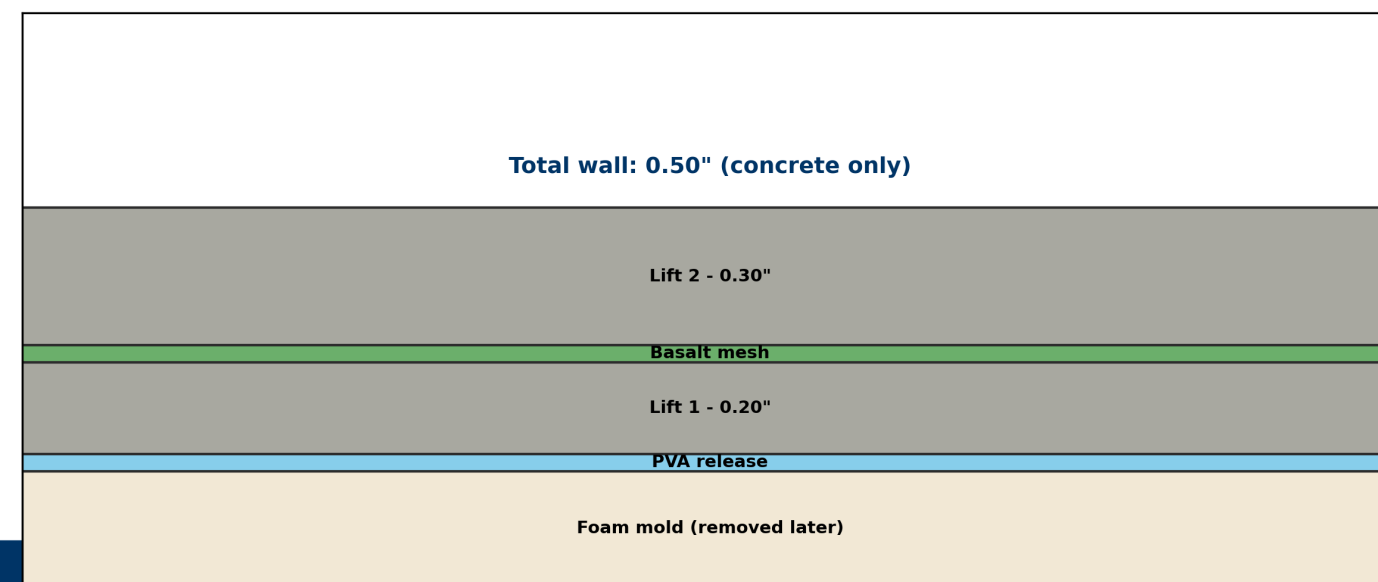 Total wall: 0.50" (concrete only)
Lift 2 - 0.30"
Basalt mesh
Lift 1 - 0.20"
PVA release
Foam mold (removed later)